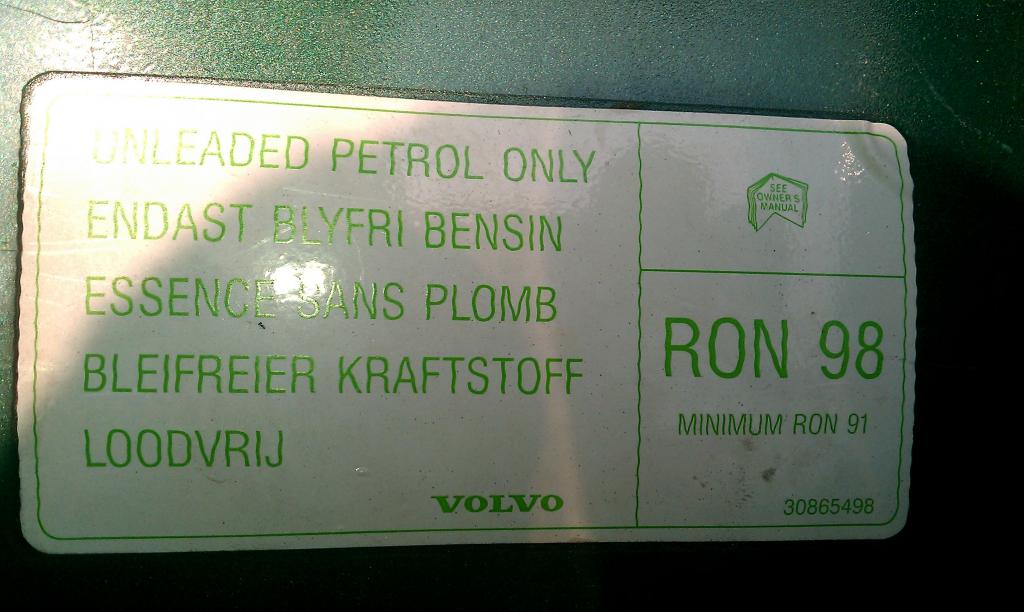 UNLEADED PETROL ONLY
ENDAST BLYFRI BENSIN
ESSENCE SANS PLOMB
BLEIFREIER KRAFTSTOFF
LOODVRIJ
VOLVO
SEE
OWNER'S
MANUAL
RON 98
MINIMUM RON 91
30865498